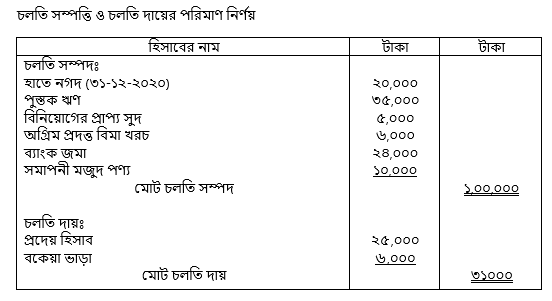 চলতি সম্পত্তি ও চলতি দায়ের পরিমাণ নির্ণয়
হিসাবের নাম টাকা টাকা
চলতি সম্পদঃ
হাতে নগদ (৩১-১২-২০২০) ২০,০০০
পুস্তক ঋণ ৩৫,০০০
বিনিয়োগের প্রাপ্য সুদ ৫,০০০
অগ্রিম প্রদত্ত বিমা খরচ ৬,০০০
ব্যাংক জমা ২৪,০০০
সমাপনী মজুদ পণ্য ১০,০০০
মোট চলতি সম্পদ ১,০০,০০০
চলতি দায়ঃ
প্রদেয় হিসাব ২৫,০০০
বকেয়া ভাড়া ৬,০০০
মোট চলতি দায় ৩১০০০